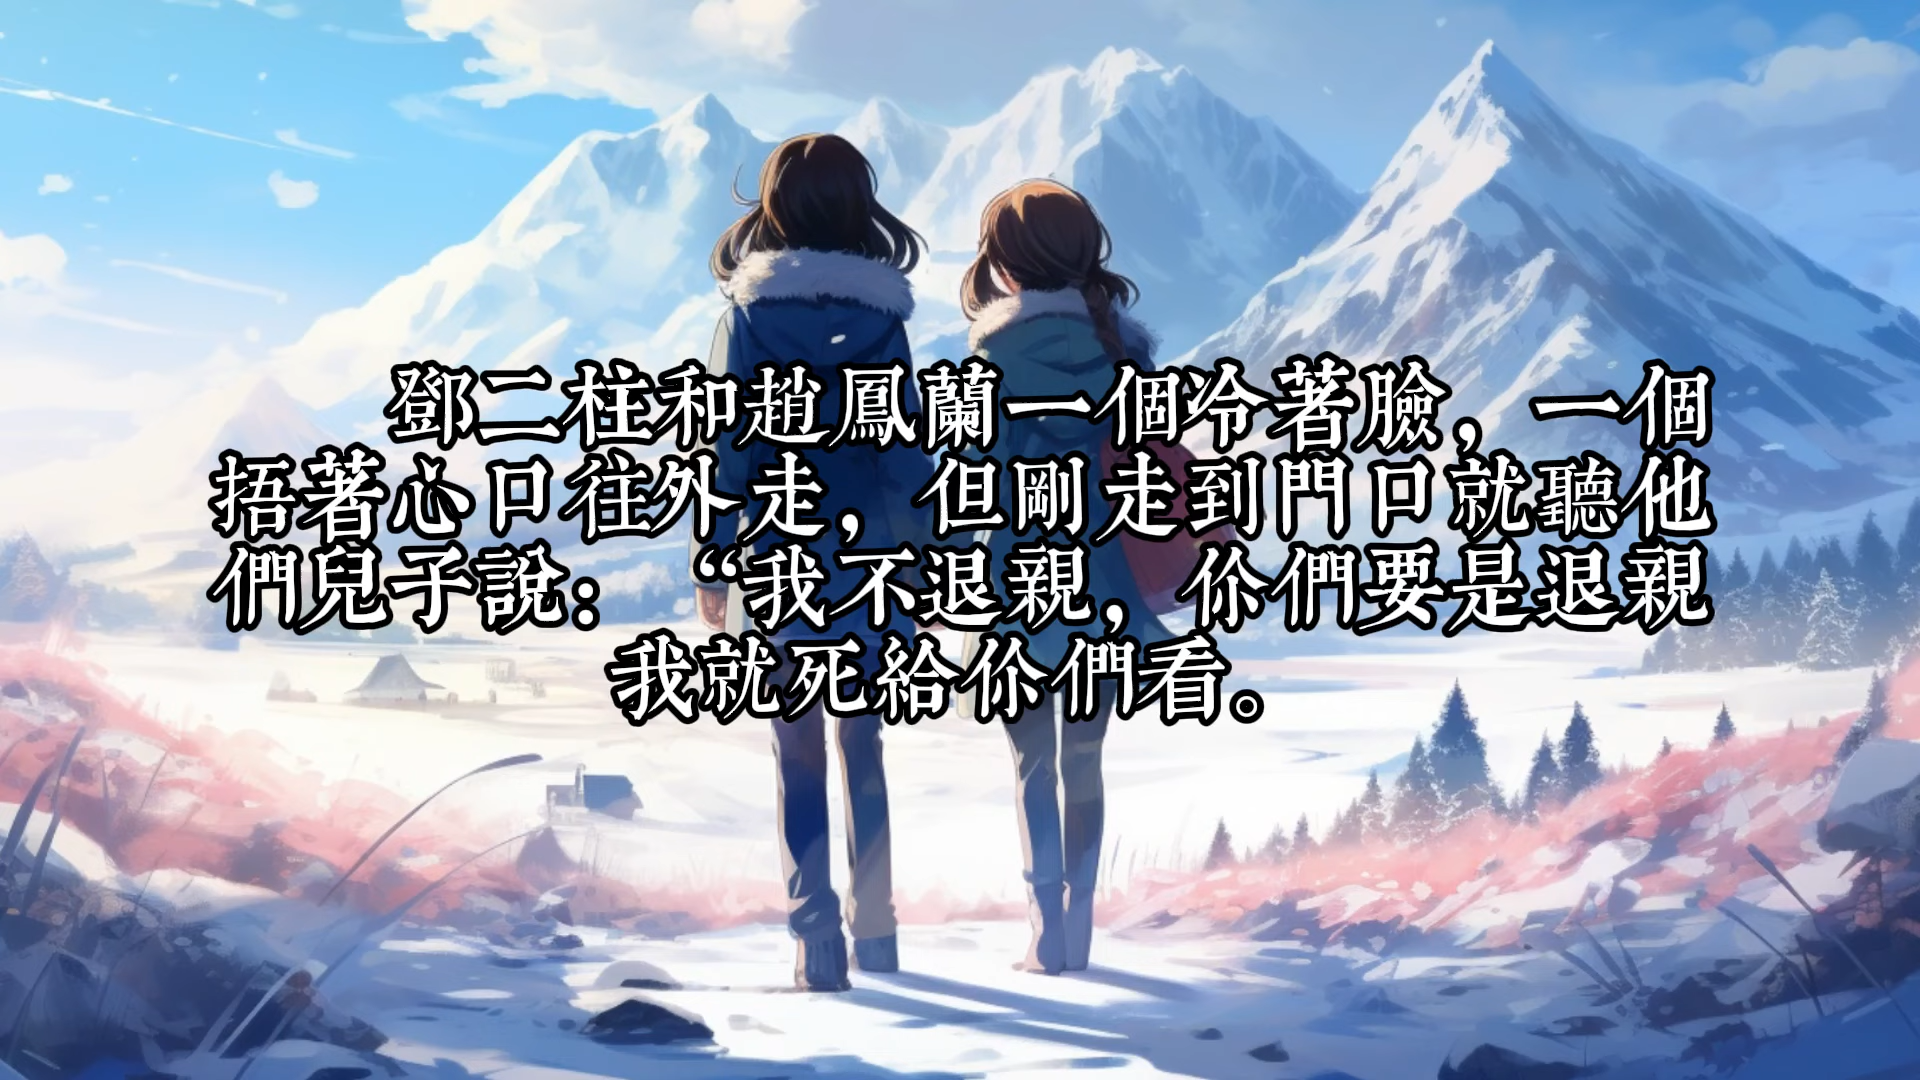 鄧二柱和趙鳳蘭一個冷著臉，一個
捂著心口往外走，但剛走到門口就聽他
們兒子說：“我不退親，你們要是退親
我就死給你們看。